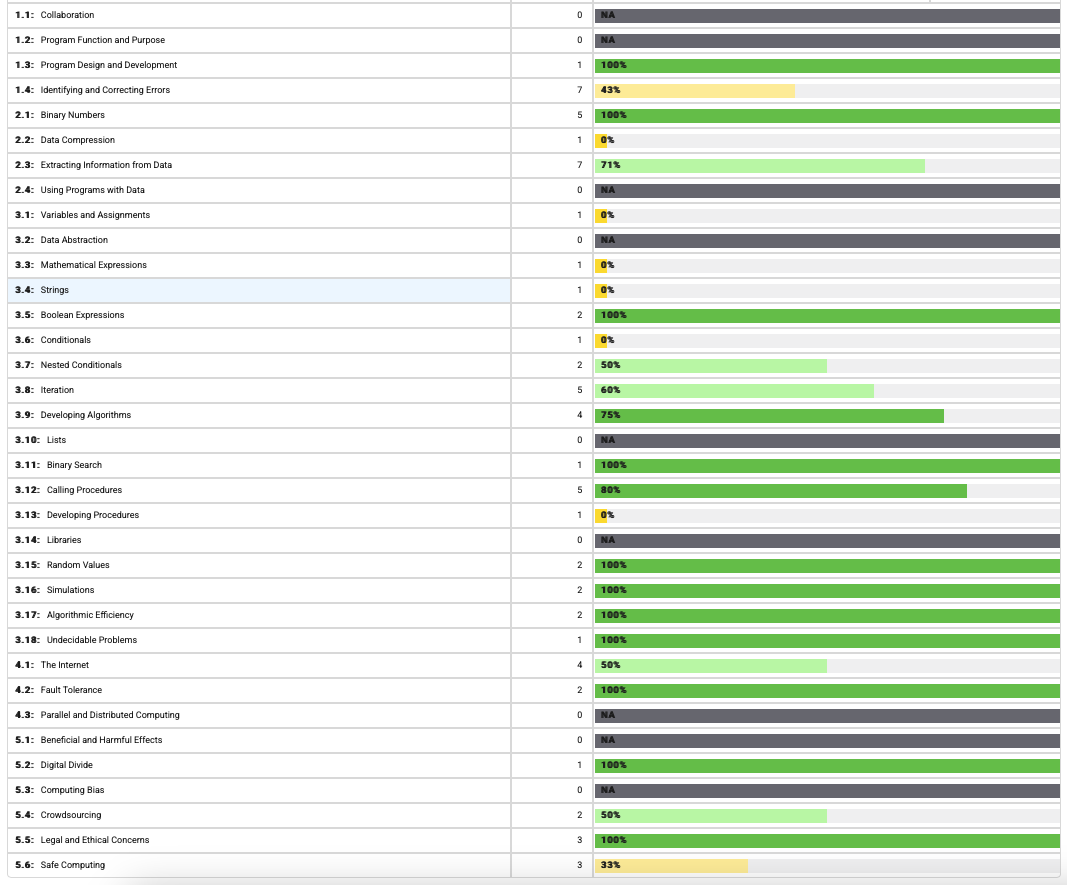 1.1: Collaboration 0 NA
1.2: Program Function and Purpose 0 NA
1.3: Program Design and Development 1 100%
1.4: Identifying and Correcting Errors 7 43%
2.1: Binary Numbers 5 100%
2.2: Data Compression 1 0%
2.3: Extracting Information from Data 7 71%
2.4: Using Programs with Data 0 NA
3.1: Variables and Assignments 1 0%
3.2: Data Abstraction 0 NA
3.3: Mathematical Expressions 1 0%
3.4: Strings 1 0%
3.5: Boolean Expressions 2 100%
3.6: Conditionals 1 0%
3.7: Nested Conditionals 2 50%
3.8: Iteration 5 60%
3.9: Developing Algorithms 4 75%
3.10: Lists 0 NA
3.11: Binary Search 1 100%
3.12: Calling Procedures 5 80%
3.13: Developing Procedures 1 0%
3.14: Libraries 0 NA
3.15: Random Values 2 100%
3.16: Simulations 2 100%
3.17: Algorithmic Efficiency 2 100%
3.18: Undecidable Problems 1 100%
4.1: The Internet 4 50%
4.2: Fault Tolerance 2 100%
4.3: Parallel and Distributed Computing 0 NA
5.1: Beneficial and Harmful Effects 0 NA
5.2: Digital Divide 1 100%
5.3: Computing Bias 0 NA
5.4: Crowdsourcing 2 50%
5.5: Legal and Ethical Concerns 3 100%
5.6: Safe Computing 3 33%